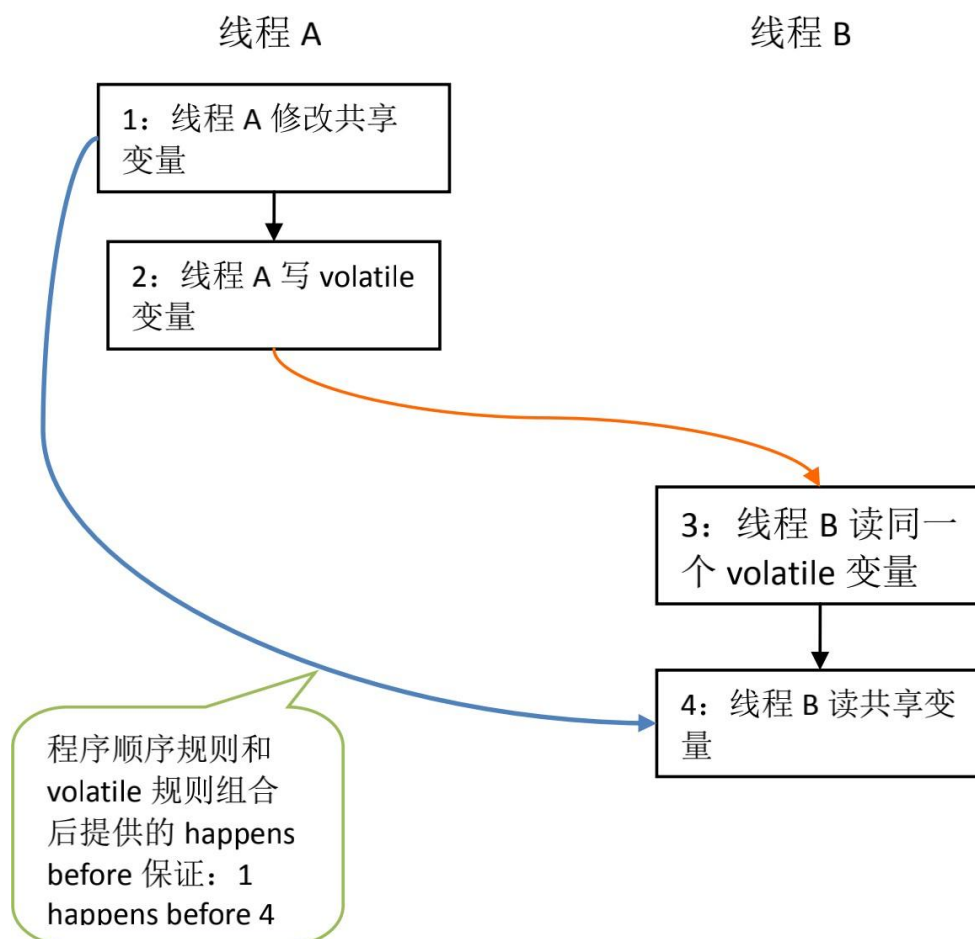 线程 A
线程 B
1：线程 A 修改共享
变量
2：线程 A 写 volatile
变量
3：线程 B 读同一
个 volatile 变量
4：线程 B 读共享变
量
程序顺序规则和
volatile 规则组合
后提供的 happens
before 保证：1
happens before 4